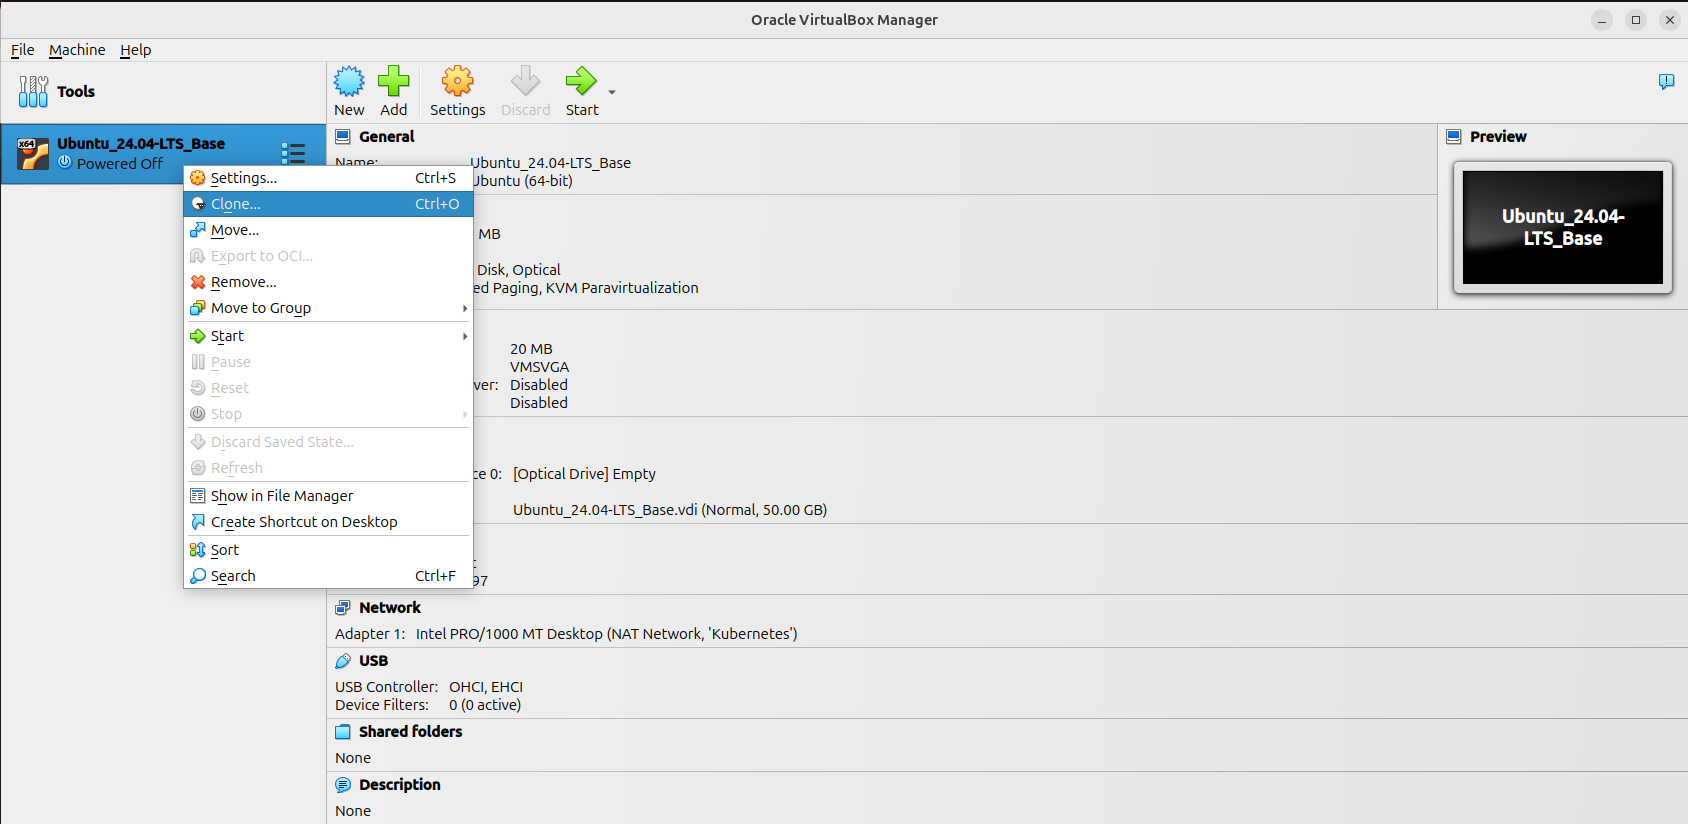 Oracle VirtualBox Manager
File Machine Help
Tools
New Add Settings Discard Start
x64
Ubuntu_24.04-LTS_Base
Powered Off
Settings... Ctrl+S
Clone... Ctrl+O
Move...
Export to OCI...
Remove...
Move to Group
Start
Pause
Reset
Stop
Discard Saved State...
Refresh
Show in File Manager
Create Shortcut on Desktop
Sort
Search Ctrl+F
General
Name: Ubuntu_24.04-LTS_Base
Ubuntu (64-bit)
MB
Disk, Optical
ed Paging, KVM Paravirtualization
20 MB
VMSVGA
ver: Disabled
Disabled
ce 0: [Optical Drive] Empty
Ubuntu_24.04-LTS_Base.vdi (Normal, 50.00 GB)
97
Network
Adapter 1: Intel PRO/1000 MT Desktop (NAT Network, 'Kubernetes')
USB
USB Controller: OHCI, EHCI
Device Filters: 0 (0 active)
Shared folders
None
Description
None
Preview
Ubuntu_24.04-
LTS_Base